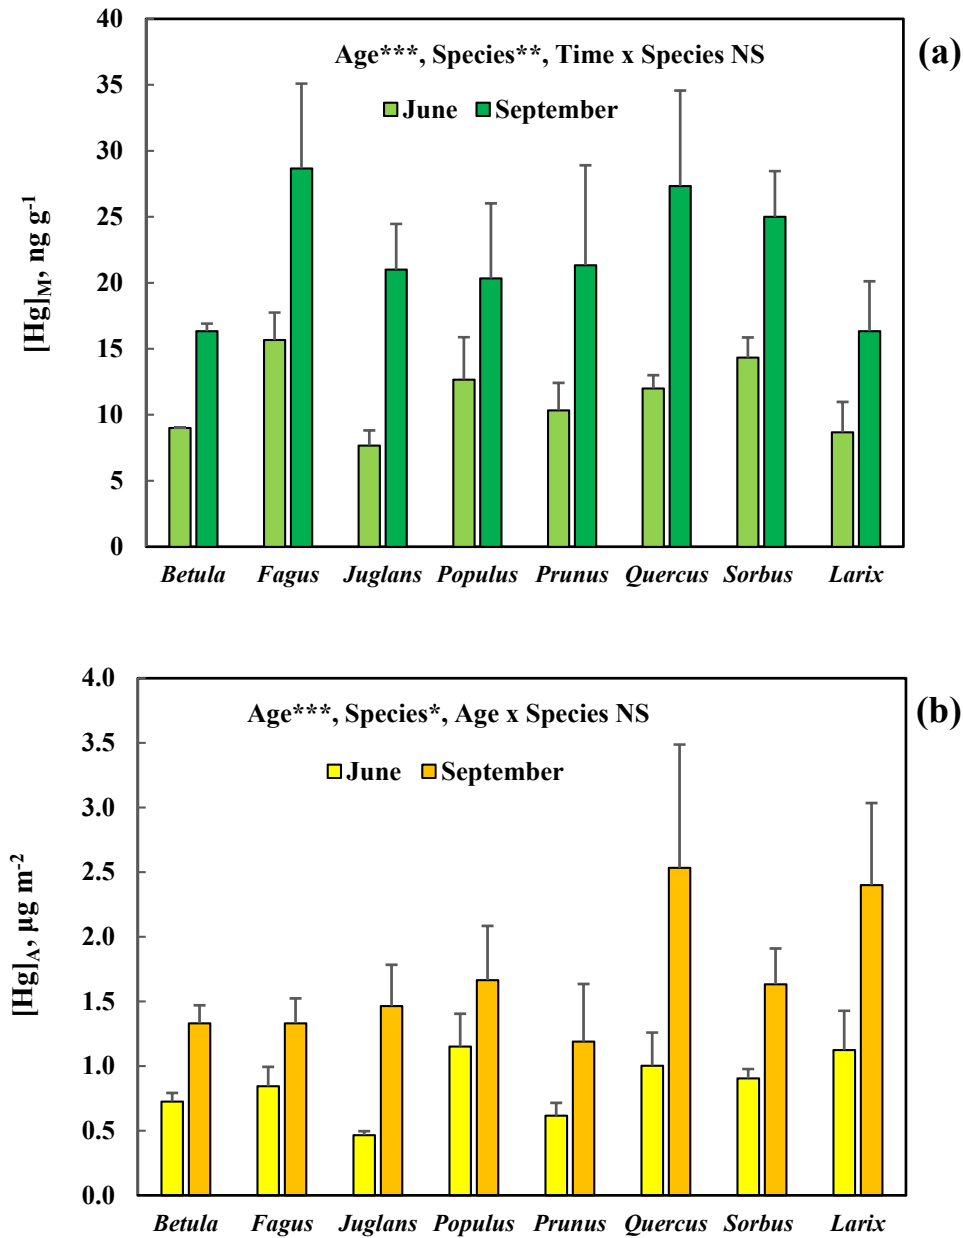 40
35
30
25
20
15
10
5
0
[Hg]M, ng g-1
Age***, Species**, Time x Species NS
June September
(a)
Betula Fagus Juglans Populus Prunus Quercus Sorbus Larix
4.0
3.5
3.0
2.5
2.0
1.5
1.0
0.5
0.0
[Hg]A, µg m-2
Age***, Species*, Age x Species NS
June September
(b)
Betula Fagus Juglans Populus Prunus Quercus Sorbus Larix